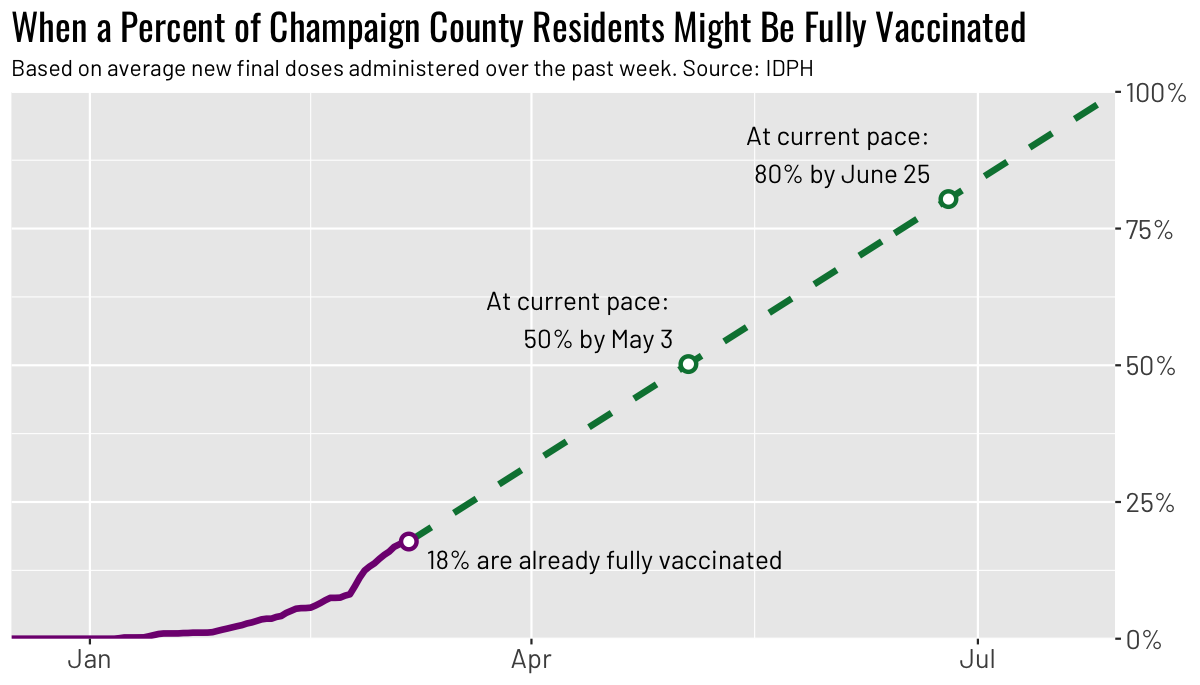 When a Percent of Champaign County Residents Might Be Fully Vaccinated
Based on average new final doses administered over the past week. Source: IDPH
100%
At current pace:
80% by June 25
75%
At current pace:
50% by May 3
50%
25%
18% are already fully vaccinated
0%
Jan
Apr
Jul